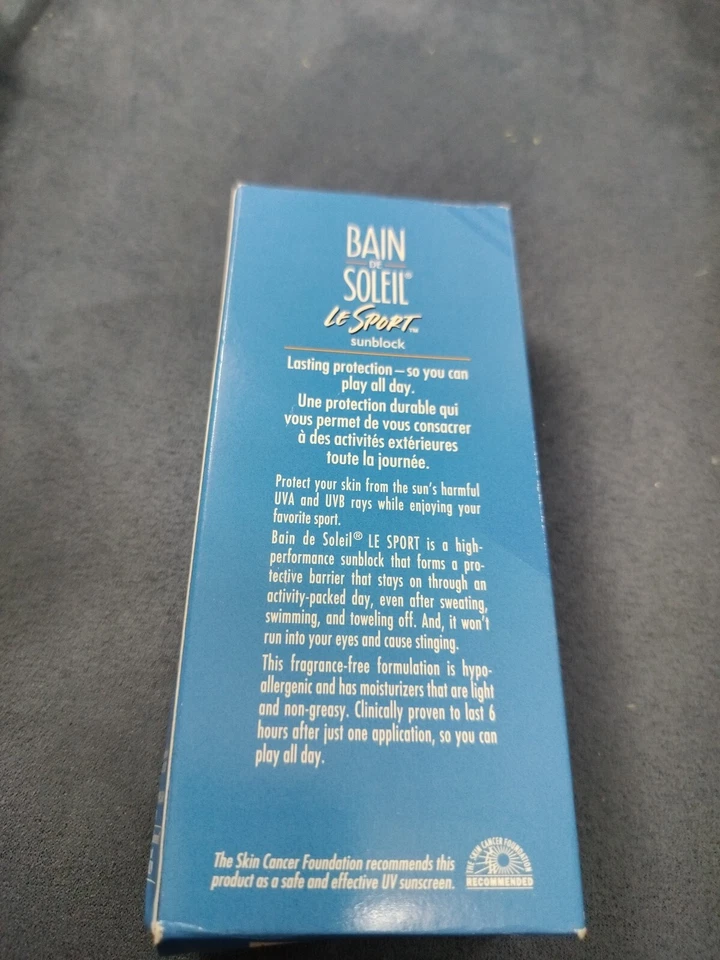 BAIN
DE
SOLEIL®
LE SPORT™
sunblock
Lasting protection—so you can
play all day.
Une protection durable qui
vous permet de vous consacrer
à des activités extérieures
toute la journée.
Protect your skin from the sun's harmful
UVA and UVB rays while enjoying your
favorite sport.
Bain de Soleil® LE SPORT is a high-
performance sunblock that forms a pro-
tective barrier that stays on through an
activity-packed day, even after sweating,
swimming, and toweling off. And, it won't
run into your eyes and cause stinging.
This fragrance-free formulation is hypo-
allergenic and has moisturizers that are light
and non-greasy. Clinically proven to last 6
hours after just one application, so you can
play all day.
The Skin Cancer Foundation recommends this
product as a safe and effective UV sunscreen.
THE SKIN CANCER FOUNDATION
RECOMMENDED